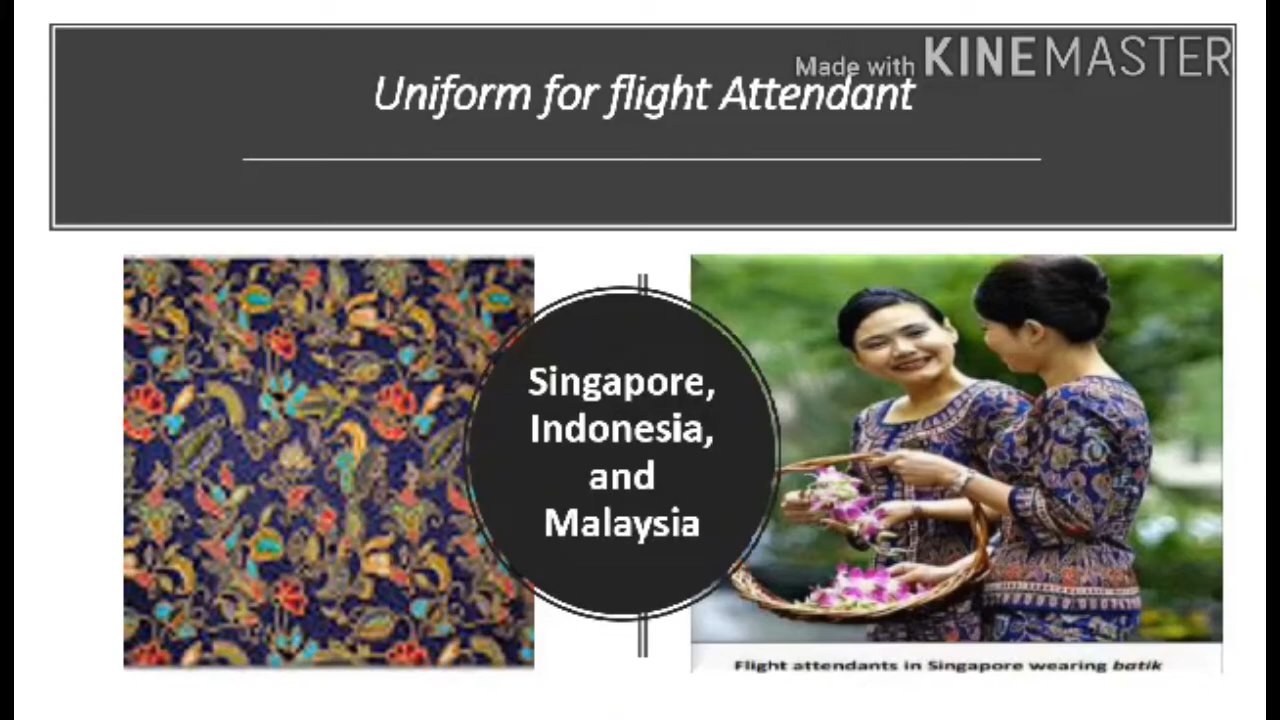 Made with KINEMASTER
Uniform for flight Attendant
Singapore,
Indonesia,
and
Malaysia
Flight attendants in Singapore wearing batik